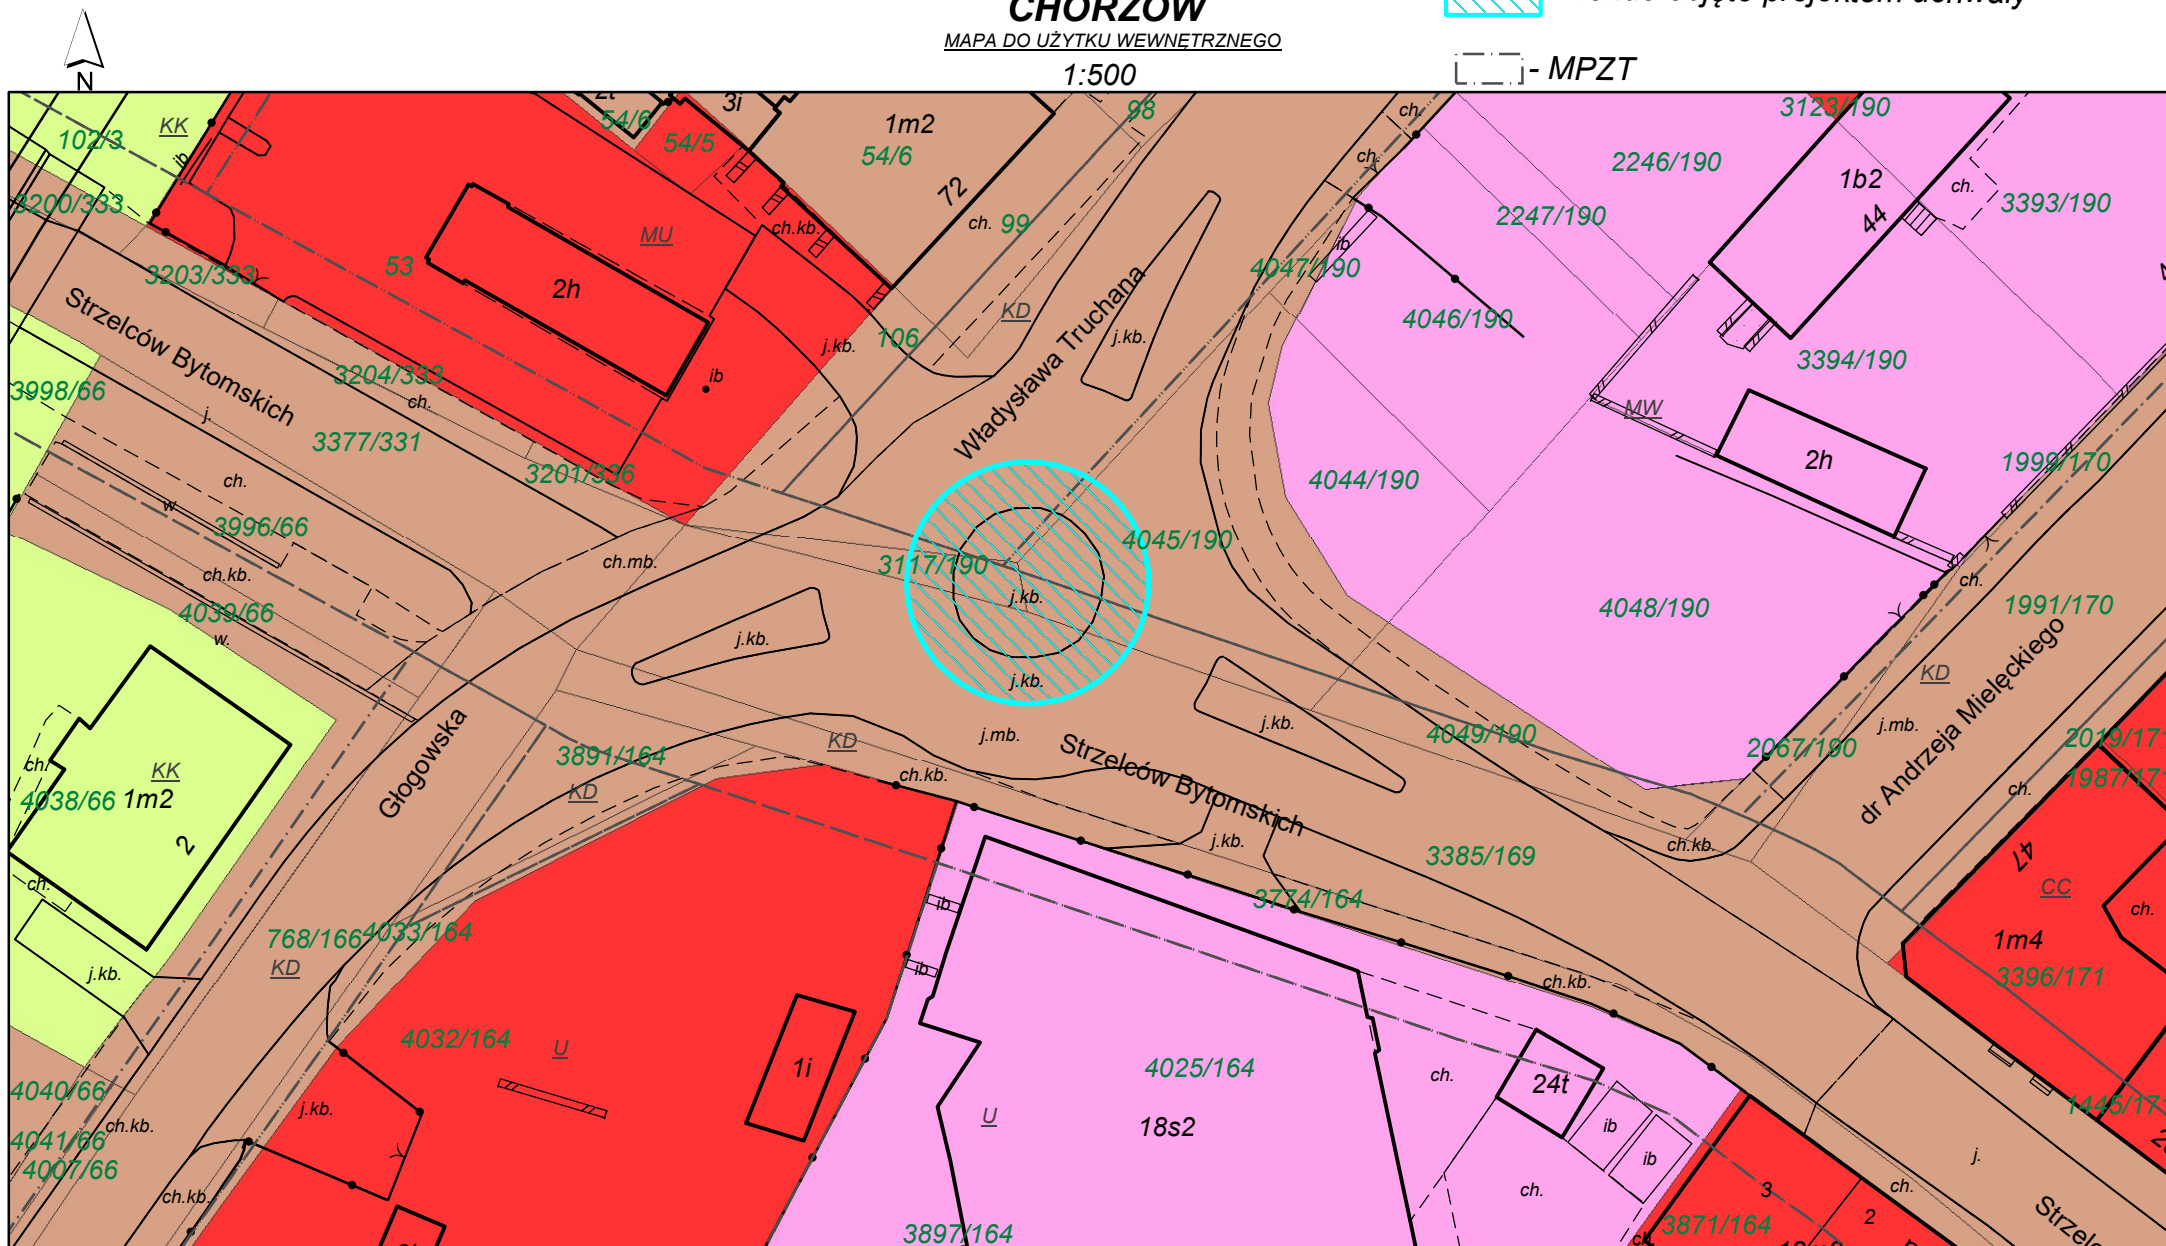 CHORZÓW
MAPA DO UŻYTKU WEWNĘTRZNEGO
1:500
- MPZT
N
102/3
KK
ib
3200/333
3203/333
53
MU
2h
54/6
54/5
3i
1m2
54/6
72
ch.
99
98
ch.kb.
106
KD
j.kb.
j.kb.
Władysława Truchana
ch.
ch.
ib
4047/190
4046/190
2247/190
2246/190
3123/190
1b2
44
ch.
3393/190
3394/190
MW
2h
1999/170
4044/190
4045/190
4048/190
Strzelców Bytomskich
3204/333
ch.
3998/66
j.
3377/331
3201/336
ib
ch.
w
3996/66
ch.kb.
4039/66
w.
ch.mb.
3117/190
j.kb.
j.kb.
j.kb.
j.kb.
j.mb.
KD
Strzelców Bytomskich
4049/190
2067/190
ch.
1991/170
KD
j.mb.
dr Andrzeja Mielęckiego
ch.
47
CC
1m4
3396/171
ch.
KK
1m2
4038/66
ch.
2
ch.
j.kb.
Głogowska
3891/164
KD
ch.kb.
j.kb.
3385/169
ch.kb.
3774/164
ch.kb.
768/166
4033/164
KD
ib
ib
4032/164
U
1i
4025/164
18s2
U
ch.
24t
ib
ib
ch.
4040/66
ch.kb.
4041/66
4007/66
ch.kb.
j.kb.
3897/164
3871/164
3
2
ch.
j.